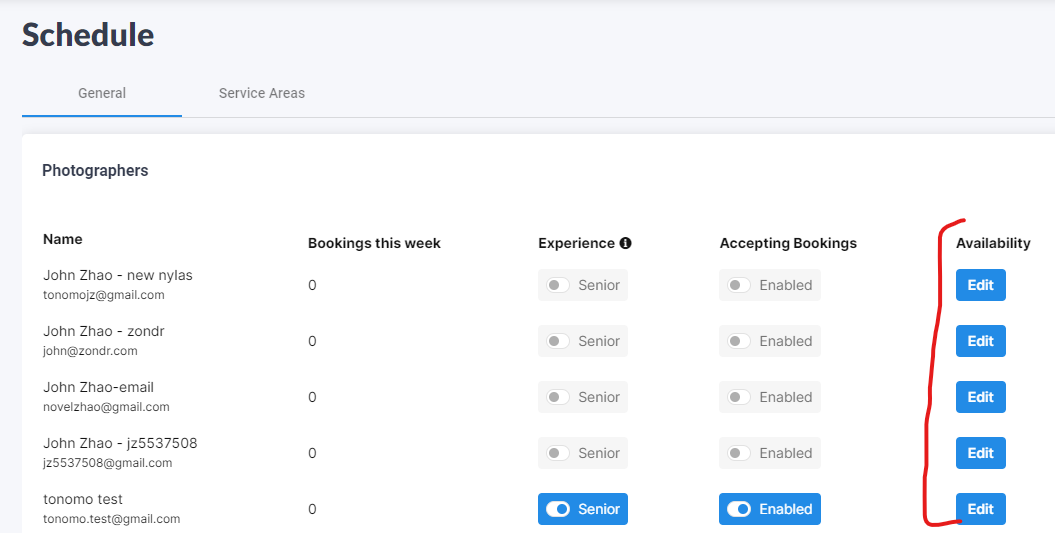 Schedule
General Service Areas
Photographers
Name Bookings this week Experience Accepting Bookings Availability
John Zhao - new nylas
tonomojz@gmail.com
0 Senior Enabled Edit
John Zhao - zondr
john@zondr.com
0 Senior Enabled Edit
John Zhao-email
novelzhao@gmail.com
0 Senior Enabled Edit
John Zhao - jz5537508
jz5537508@gmail.com
0 Senior Enabled Edit
tonomo test
tonomo.test@gmail.com
0 Senior Enabled Edit